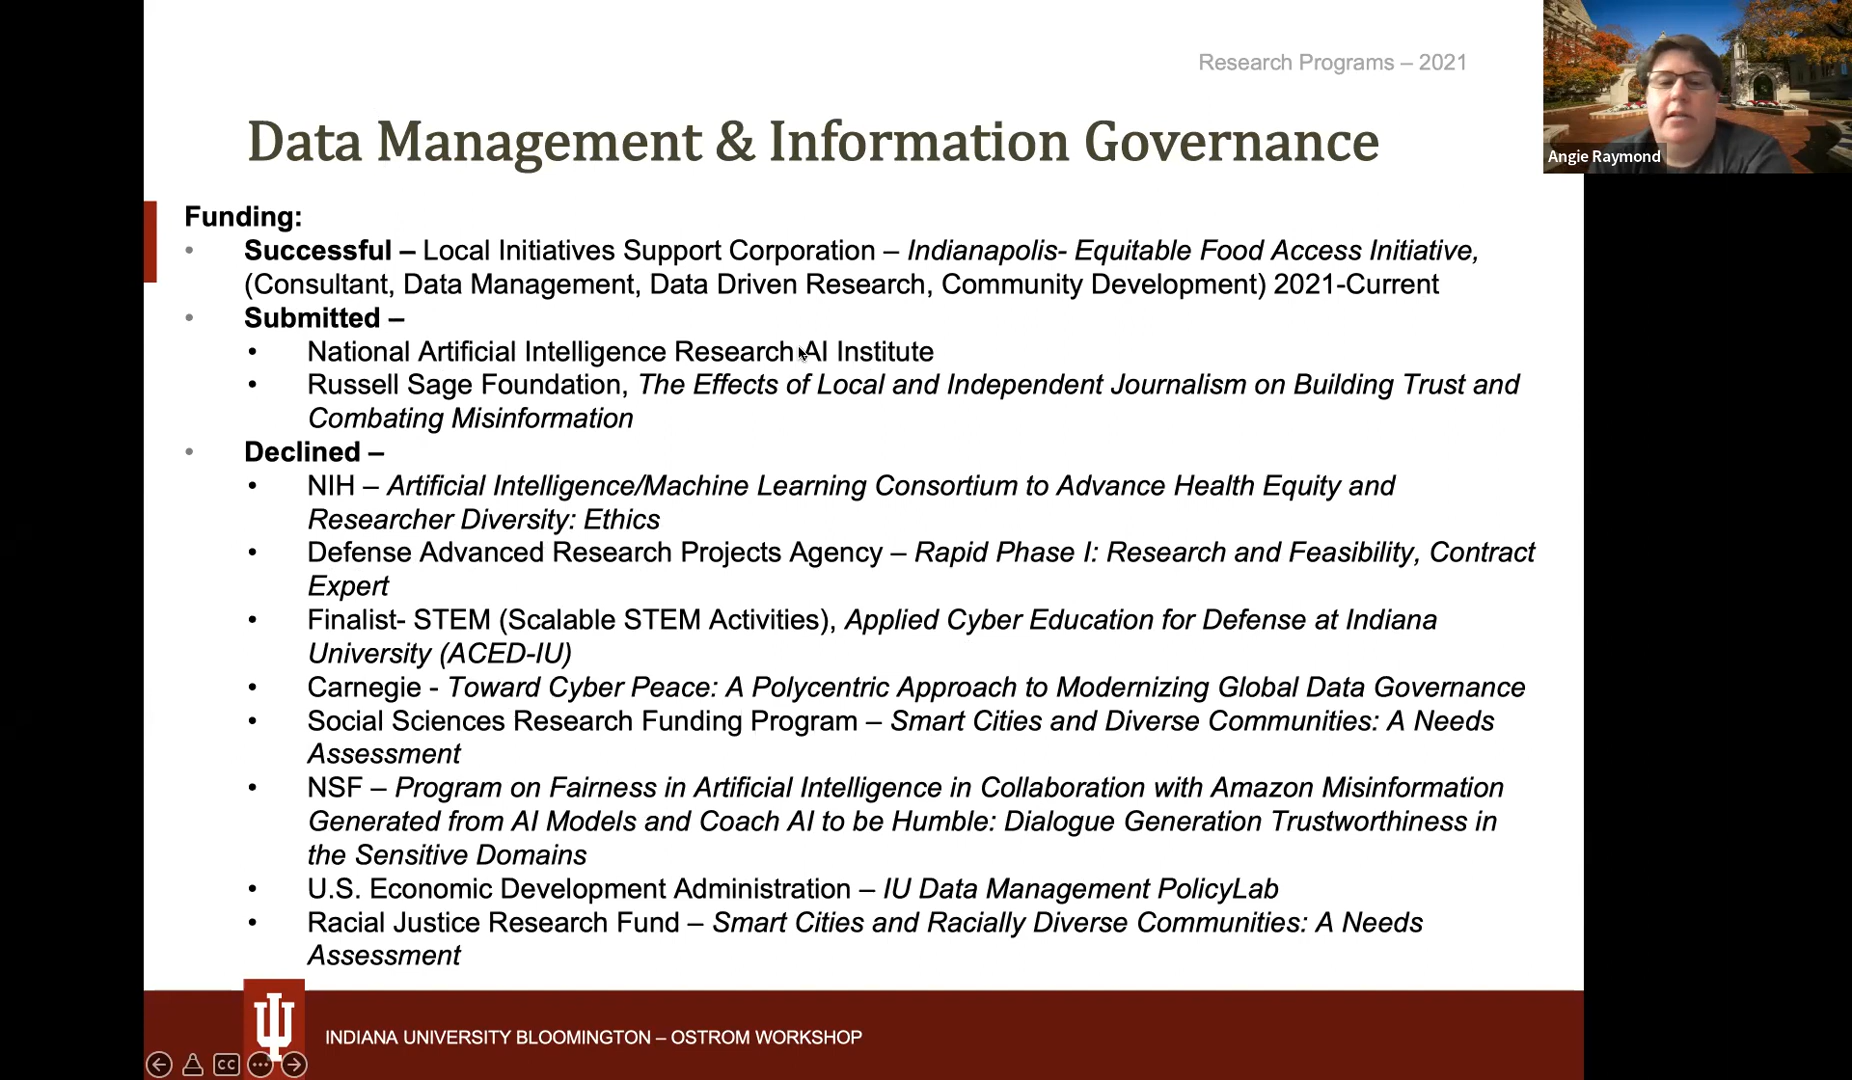 Research Programs – 2021
Data Management & Information Governance
Angie Raymond
Funding:
• Successful – Local Initiatives Support Corporation – Indianapolis- Equitable Food Access Initiative,
(Consultant, Data Management, Data Driven Research, Community Development) 2021-Current
• Submitted –
• National Artificial Intelligence Research AI Institute
• Russell Sage Foundation, The Effects of Local and Independent Journalism on Building Trust and
Combating Misinformation
• Declined –
• NIH – Artificial Intelligence/Machine Learning Consortium to Advance Health Equity and
Researcher Diversity: Ethics
• Defense Advanced Research Projects Agency – Rapid Phase I: Research and Feasibility, Contract
Expert
• Finalist- STEM (Scalable STEM Activities), Applied Cyber Education for Defense at Indiana
University (ACED-IU)
• Carnegie - Toward Cyber Peace: A Polycentric Approach to Modernizing Global Data Governance
• Social Sciences Research Funding Program – Smart Cities and Diverse Communities: A Needs
Assessment
• NSF – Program on Fairness in Artificial Intelligence in Collaboration with Amazon Misinformation
Generated from AI Models and Coach AI to be Humble: Dialogue Generation Trustworthiness in
the Sensitive Domains
• U.S. Economic Development Administration – IU Data Management PolicyLab
• Racial Justice Research Fund – Smart Cities and Racially Diverse Communities: A Needs
Assessment
INDIANA UNIVERSITY BLOOMINGTON – OSTROM WORKSHOP
CC